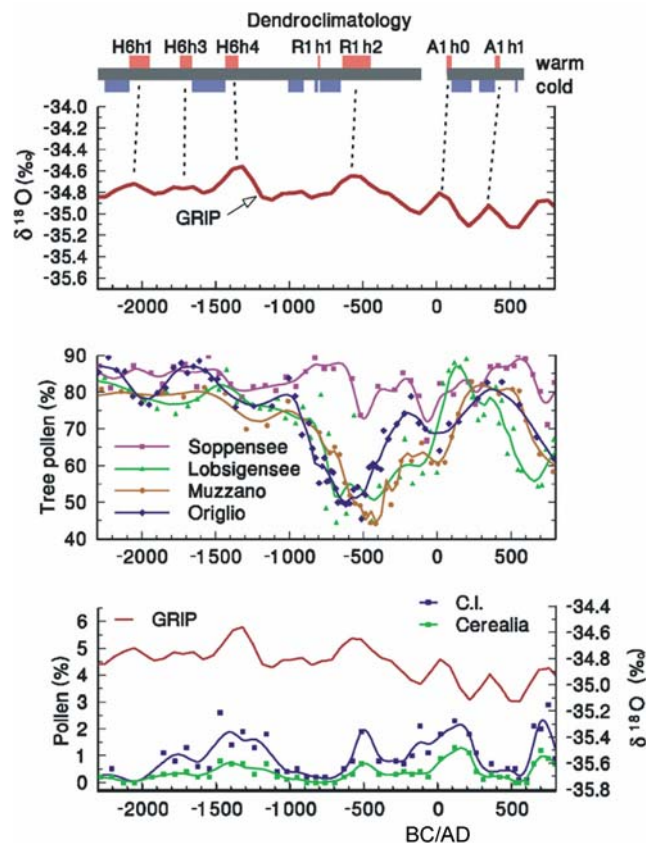 Dendroclimatology
H6h1 H6h3 H6h4 R1h1 R1h2 A1h0 A1h1
warm
cold
-34.0
-34.2
-34.4
-34.6
-34.8
-35.0
-35.2
-35.4
-35.6
δ18O (‰)
GRIP
-2000 -1500 -1000 -500 0 500
90
80
70
60
50
40
Tree pollen (%)
Soppensee
Lobsigensee
Muzzano
Origlio
-2000 -1500 -1000 -500 0 500
GRIP
C.I.
Cerealia
6
5
4
3
2
1
0
Pollen (%)
-34.4
-34.6
-34.8
-35.0
-35.2
-35.4
-35.6
-35.8
δ18O (‰)
-2000 -1500 -1000 -500 0 500
BC/AD